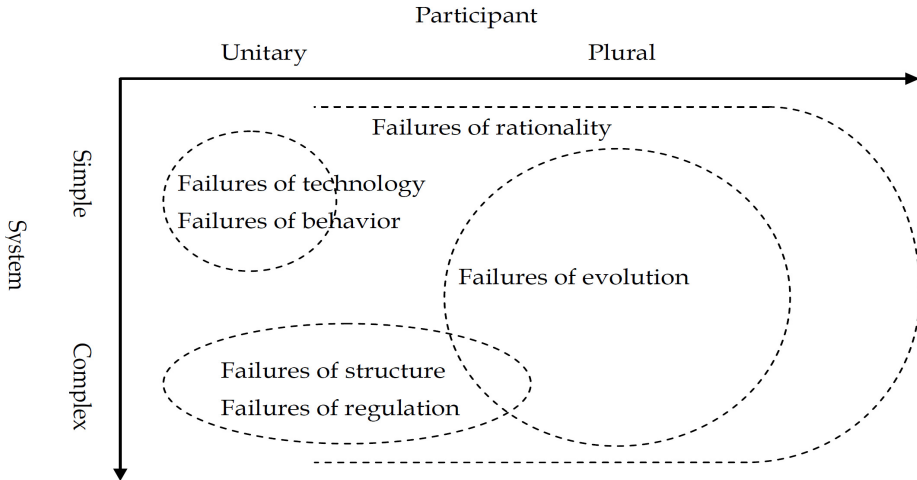 Participant
Unitary
Plural
Failures of rationality
Simple
Failures of technology
Failures of behavior
System
Failures of evolution
Complex
Failures of structure
Failures of regulation